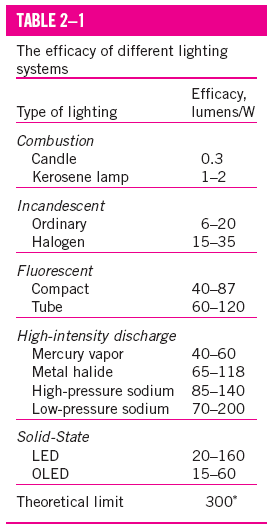 TABLE 2–1
The efficacy of different lighting
systems
Efficacy,
Type of lighting lumens/W
Combustion
Candle 0.3
Kerosene lamp 1–2
Incandescent
Ordinary 6–20
Halogen 15–35
Fluorescent
Compact 40–87
Tube 60–120
High-intensity discharge
Mercury vapor 40–60
Metal halide 65–118
High-pressure sodium 85–140
Low-pressure sodium 70–200
Solid-State
LED 20–160
OLED 15–60
Theoretical limit 300*